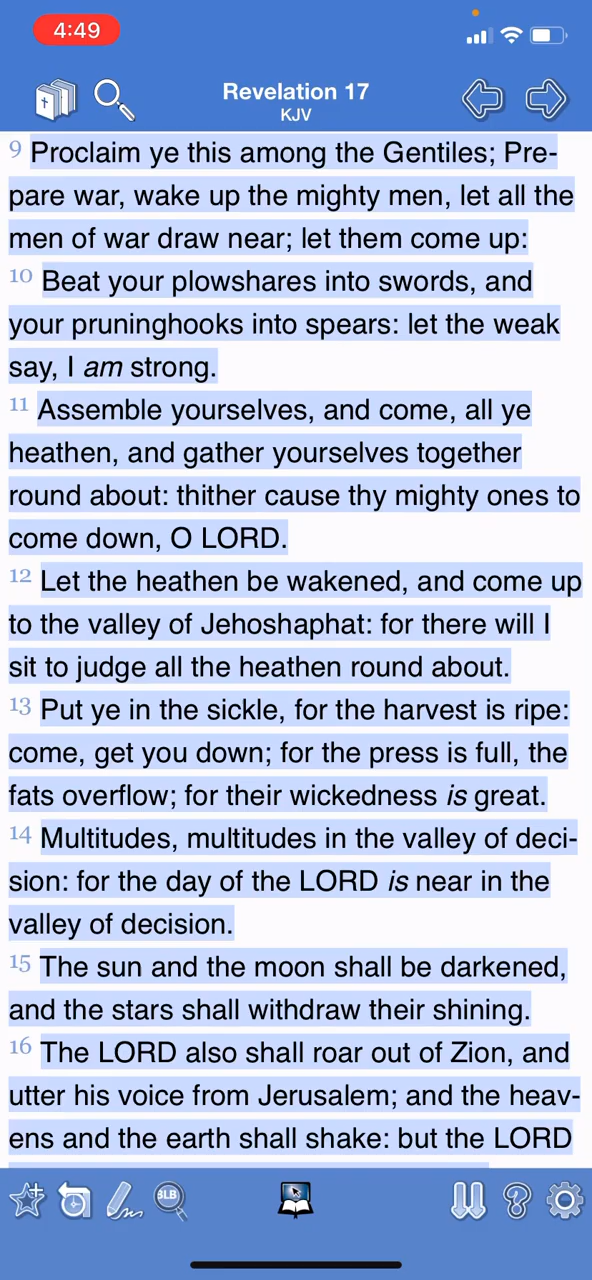 4:49
Revelation 17
KJV
9 Proclaim ye this among the Gentiles; Pre-
pare war, wake up the mighty men, let all the
men of war draw near; let them come up:
10 Beat your plowshares into swords, and
your pruninghooks into spears: let the weak
say, I am strong.
11 Assemble yourselves, and come, all ye
heathen, and gather yourselves together
round about: thither cause thy mighty ones to
come down, O LORD.
12 Let the heathen be wakened, and come up
to the valley of Jehoshaphat: for there will I
sit to judge all the heathen round about.
13 Put ye in the sickle, for the harvest is ripe:
come, get you down; for the press is full, the
fats overflow; for their wickedness is great.
14 Multitudes, multitudes in the valley of deci-
sion: for the day of the LORD is near in the
valley of decision.
15 The sun and the moon shall be darkened,
and the stars shall withdraw their shining.
16 The LORD also shall roar out of Zion, and
utter his voice from Jerusalem; and the heav-
ens and the earth shall shake: but the LORD
BLB